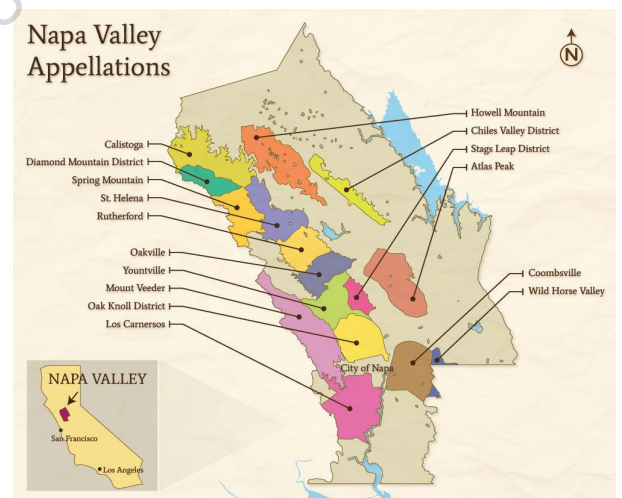 Napa Valley
Appellations
N
Howell Mountain
Chiles Valley District
Stags Leap District
Atlas Peak
Calistoga
Diamond Mountain District
Spring Mountain
St. Helena
Rutherford
Oakville
Yountville
Mount Veeder
Oak Knoll District
Los Carnersos
Coombsville
Wild Horse Valley
City of Napa
NAPA VALLEY
San Francisco
Los Angeles